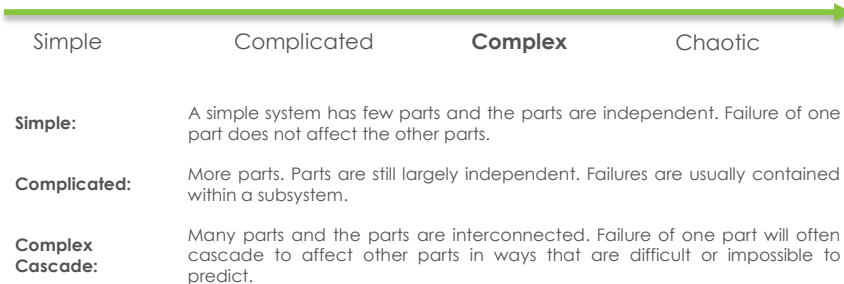 Simple Complicated Complex Chaotic
Simple: A simple system has few parts and the parts are independent. Failure of one
part does not affect the other parts.
Complicated: More parts. Parts are still largely independent. Failures are usually contained
within a subsystem.
Complex
Cascade:
Many parts and the parts are interconnected. Failure of one part will often
cascade to affect other parts in ways that are difficult or impossible to
predict.